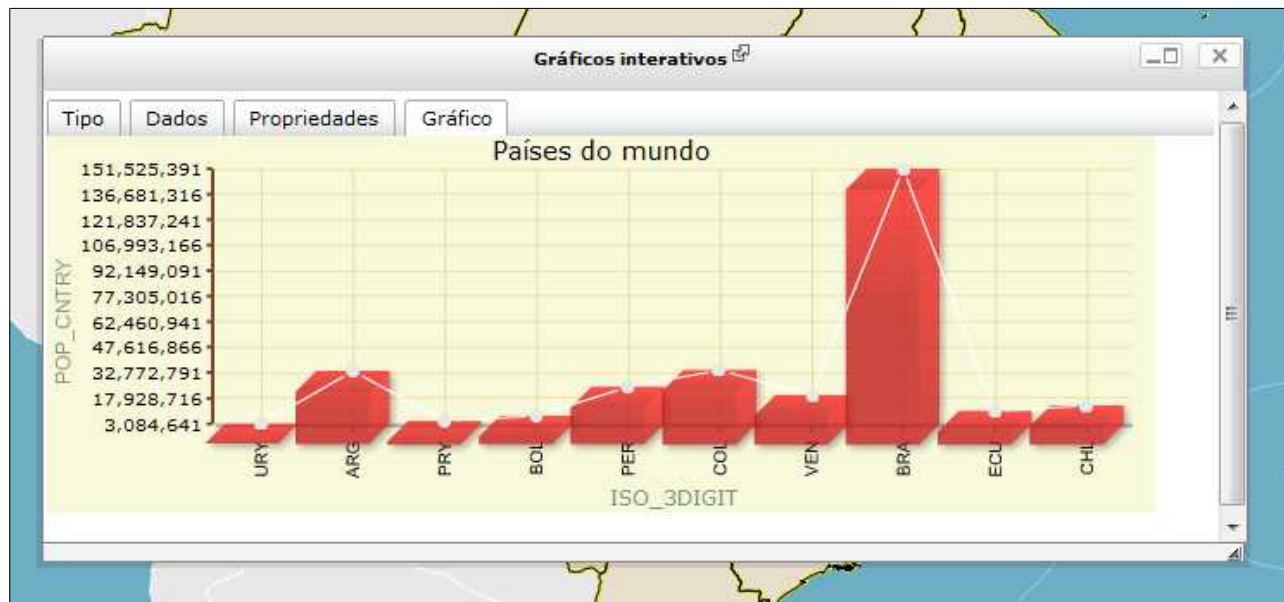 Gráficos interativos
Tipo
Dados
Propriedades
Gráfico
Países do mundo
151,525,391
136,681,316
121,837,241
106,993,166
92,149,091
77,305,016
62,460,941
47,616,866
32,772,791
17,928,716
3,084,641
POP_CNTRY
URY
ARG
PRY
BOL
PER
COL
VEN
BRA
ECU
CHL
ISO_3DIGIT